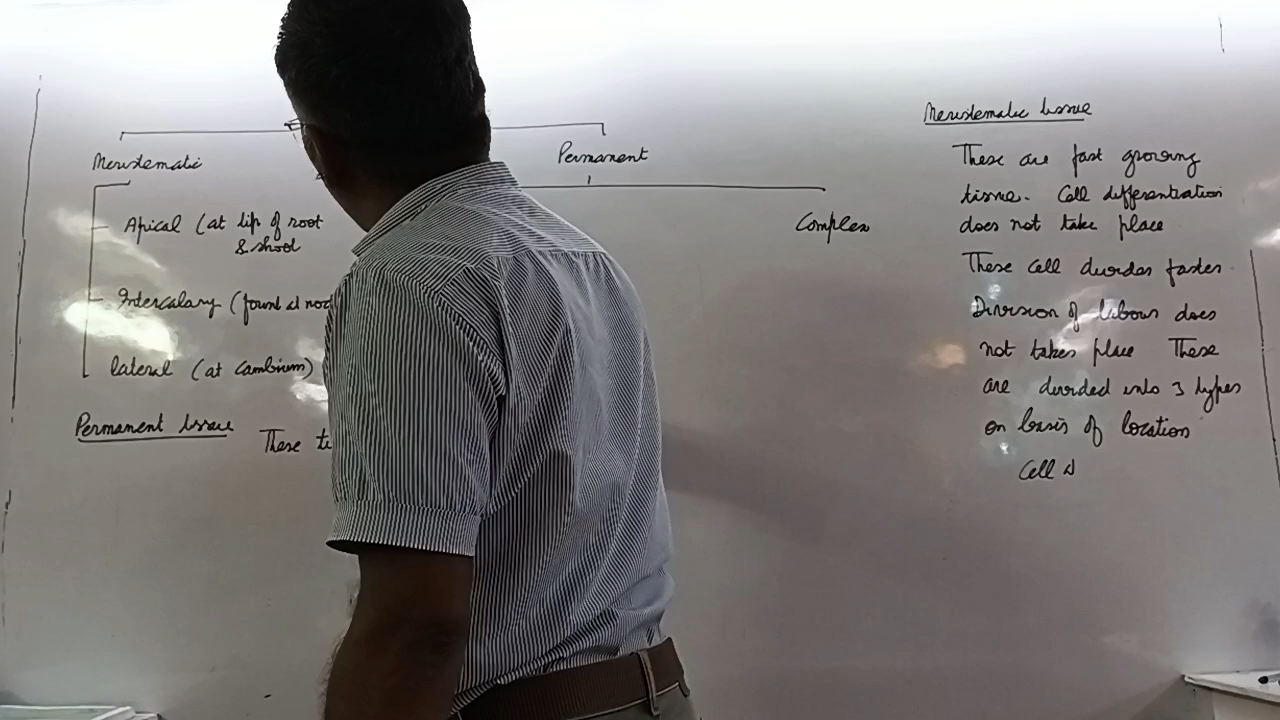 Meristematic
Permanent
Apical (at tip of root
& shoot
Complex
Intercalary (found at nod
lateral (at Cambium)
Permanent tissue
These ti
Meristematic tissue
These are fast growing
tissue. Cell differentiation
does not take place
These Cell divides faster.
Division of labour does
not takes place These
are divided into 3 types
on basis of location
Cell